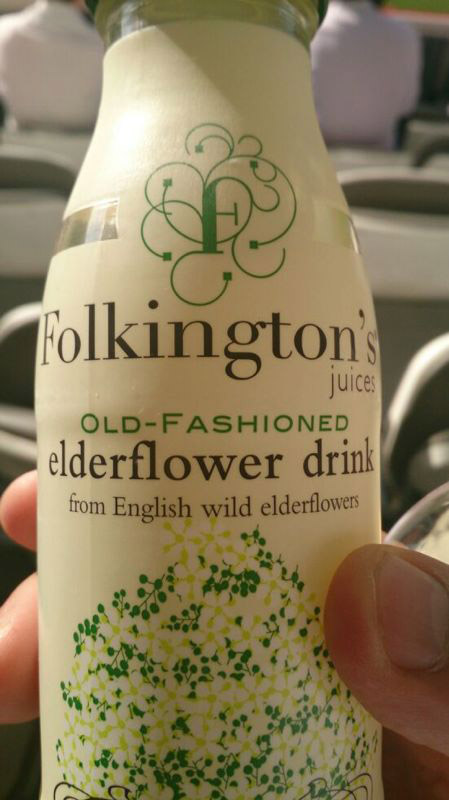 F
Folkington's
juices
OLD-FASHIONED
elderflower drink
from English wild elderflowers